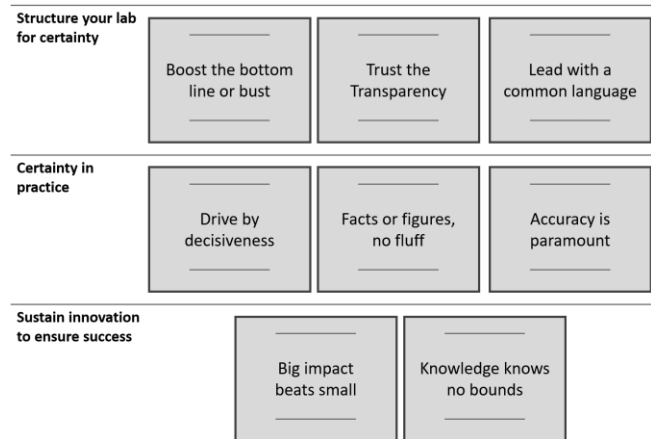 Structure your lab
for certainty
Boost the bottom
line or bust
Trust the
Transparency
Lead with a
common language
Certainty in
practice
Drive by
decisiveness
Facts or figures,
no fluff
Accuracy is
paramount
Sustain innovation
to ensure success
Big impact
beats small
Knowledge knows
no bounds